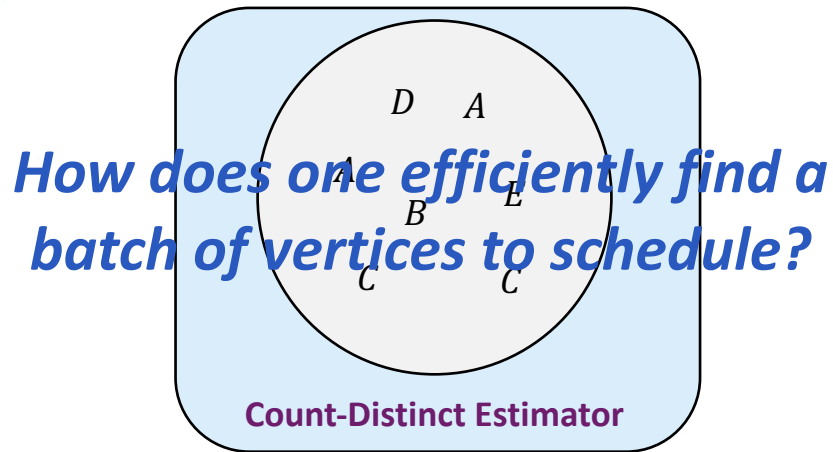 D A
How does one efficiently find a
A
E
B
batch of vertices to schedule?
C C
Count-Distinct Estimator